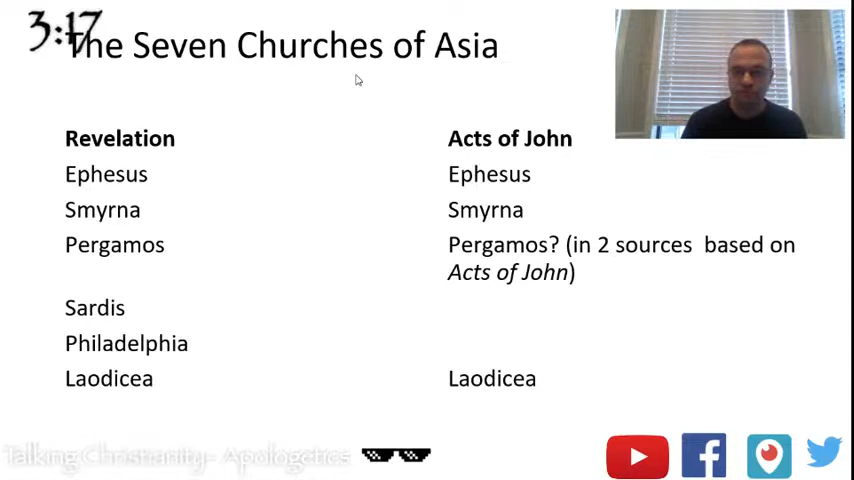 3:17
The Seven Churches of Asia
Revelation
Acts of John
Ephesus
Ephesus
Smyrna
Smyrna
Pergamos
Pergamos? (in 2 sources based on
Acts of John)
Sardis
Philadelphia
Laodicea
Laodicea
Talking Christianity- Apologetics